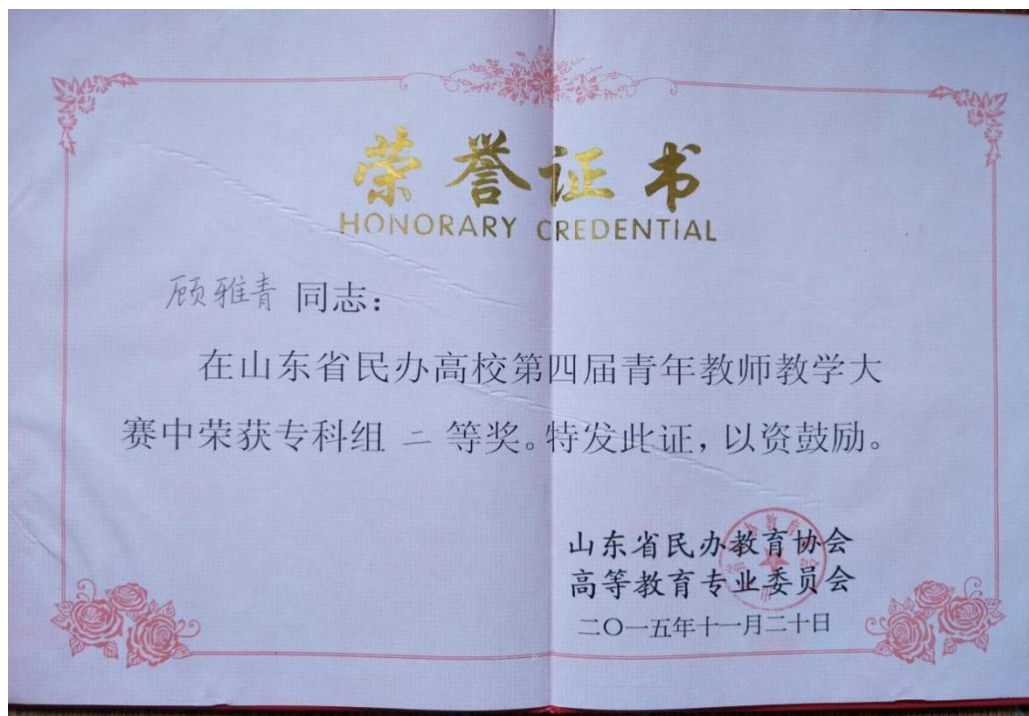 荣誉证书
HONORARY CREDENTIAL
顾雅青 同志：
在山东省民办高校第四届青年教师教学大
赛中荣获专科组 二 等奖。特发此证，以资鼓励。
山东省民办教育协会
高等教育专业委员会
二〇一五年十一月二十日